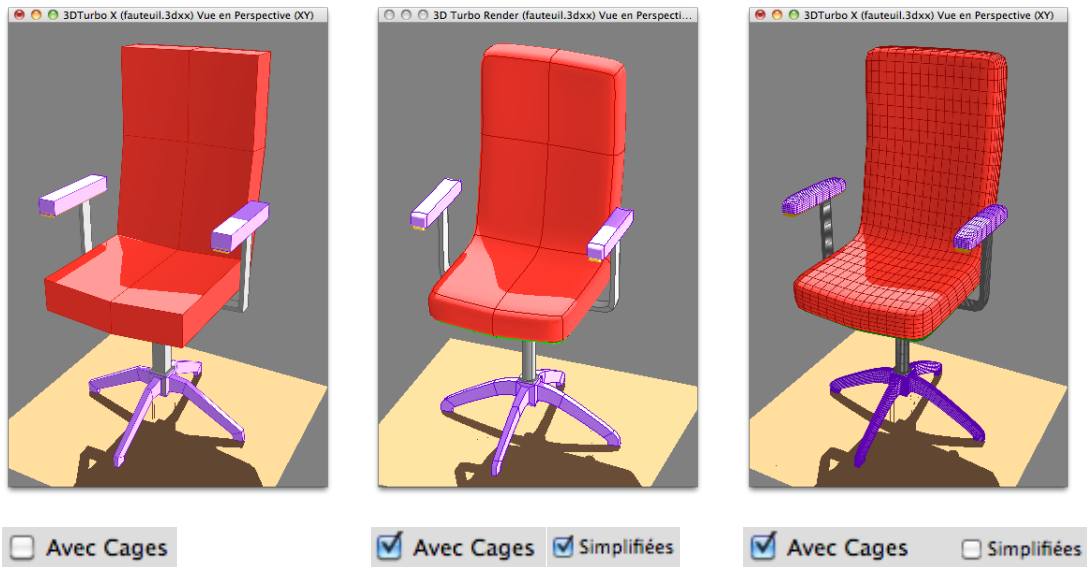 3DTurbo X (fauteuil.3dxx) Vue en Perspective (XY)
3D Turbo Render (fauteuil.3dxx) Vue en Perspecti...
3DTurbo X (fauteuil.3dxx) Vue en Perspective (XY)
Avec Cages
Avec Cages
Simplifiées
Avec Cages
Simplifiées